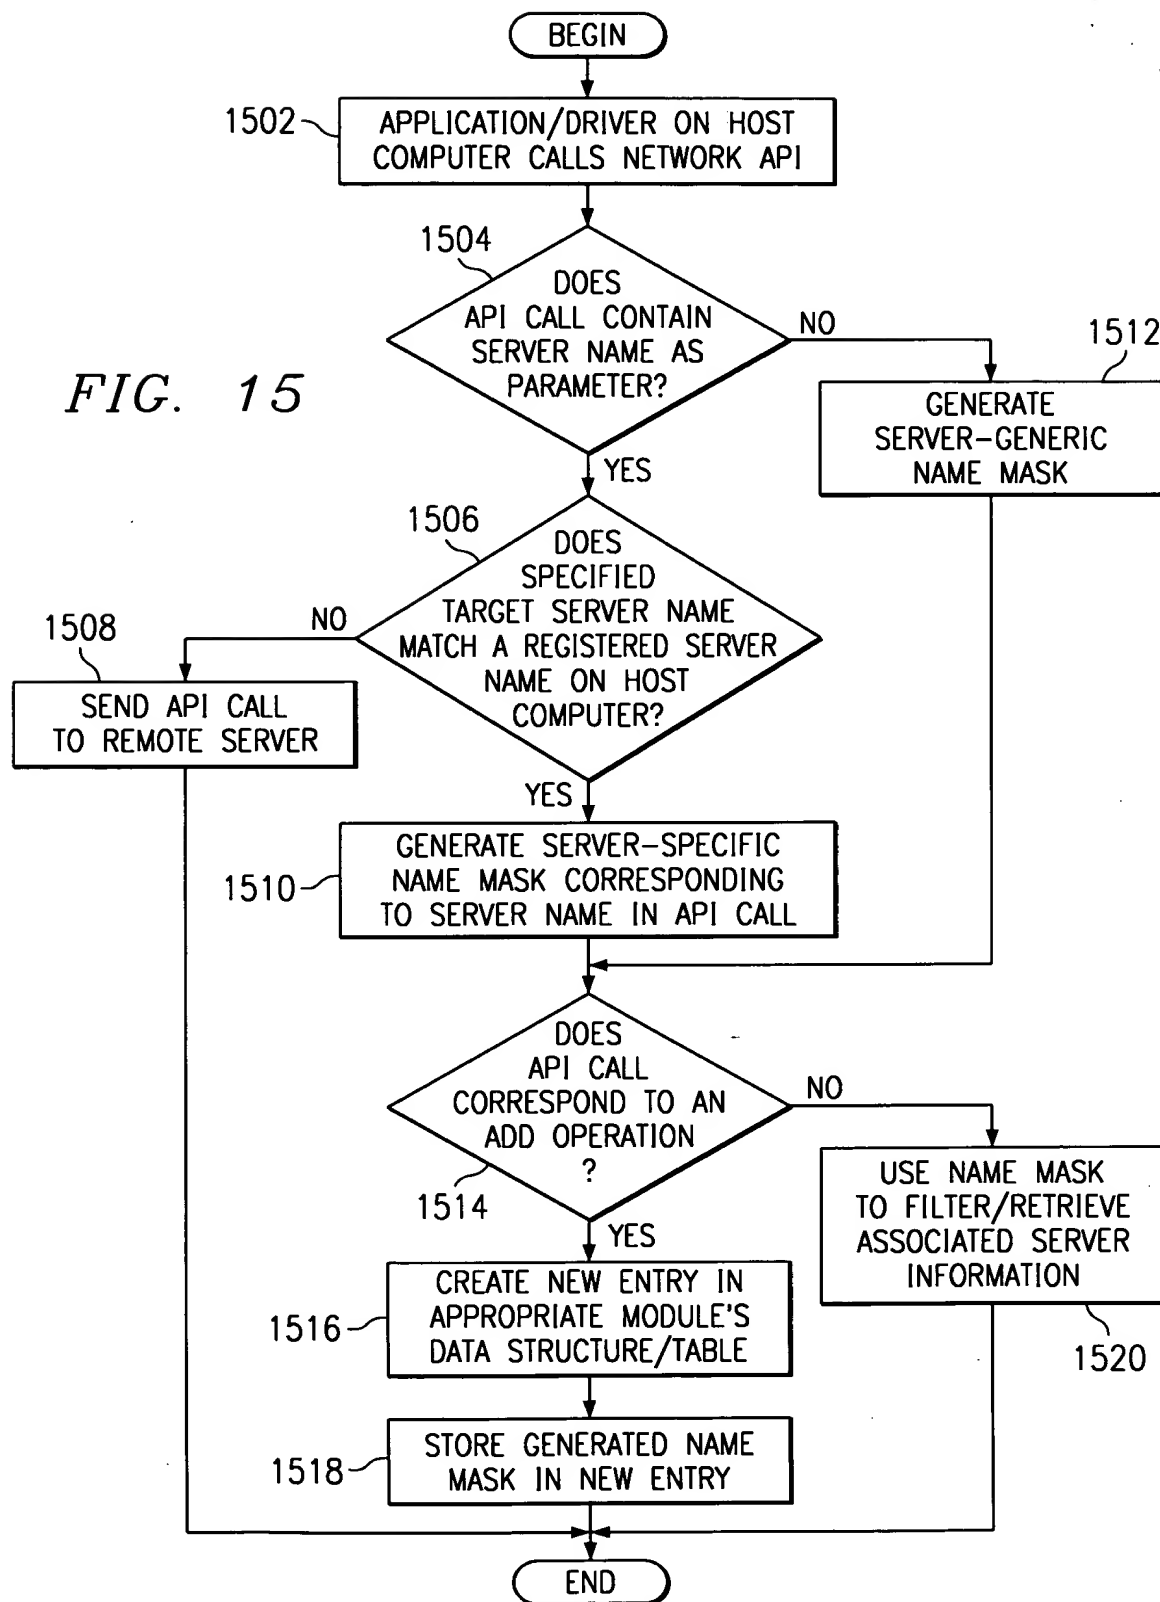 BEGIN
1502
APPLICATION/DRIVER ON HOST
COMPUTER CALLS NETWORK API
1504
DOES
API CALL CONTAIN
SERVER NAME AS
PARAMETER?
NO
1512
FIG. 15
GENERATE
SERVER-GENERIC
NAME MASK
YES
1506
DOES
SPECIFIED
TARGET SERVER NAME
MATCH A REGISTERED SERVER
NAME ON HOST
COMPUTER?
NO
1508
SEND API CALL
TO REMOTE SERVER
YES
1510
GENERATE SERVER-SPECIFIC
NAME MASK CORRESPONDING
TO SERVER NAME IN API CALL
DOES
API CALL
CORRESPOND TO AN
ADD OPERATION
?
NO
1514
YES
USE NAME MASK
TO FILTER/RETRIEVE
ASSOCIATED SERVER
INFORMATION
1520
1516
CREATE NEW ENTRY IN
APPROPRIATE MODULE'S
DATA STRUCTURE/TABLE
1518
STORE GENERATED NAME
MASK IN NEW ENTRY
END